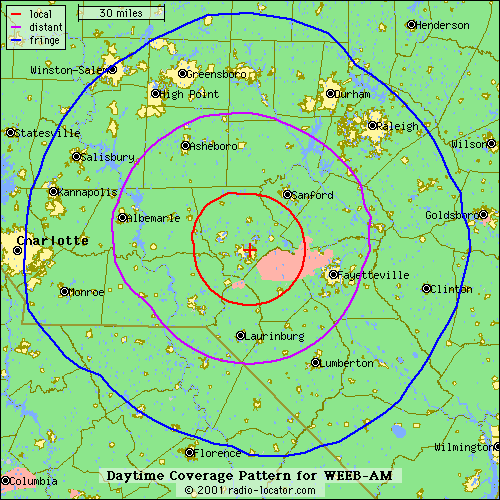 local
distant
fringe
30 miles
Henderson
Winston-Salem
Greensboro
High Point
Durham
Raleigh
Statesville
Asheboro
Wilson
Salisbury
Kannapolis
Sanford
Albemarle
Goldsboro
Charlotte
Fayetteville
Monroe
Clinton
Laurinburg
Lumberton
Florence
Wilmington
Columbia
Daytime Coverage Pattern for WEEB-AM
© 2001 radio-locator.com